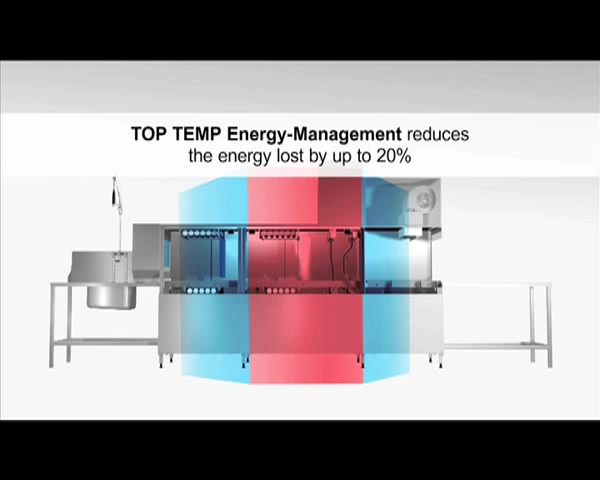 TOP TEMP Energy-Management reduces
the energy lost by up to 20%